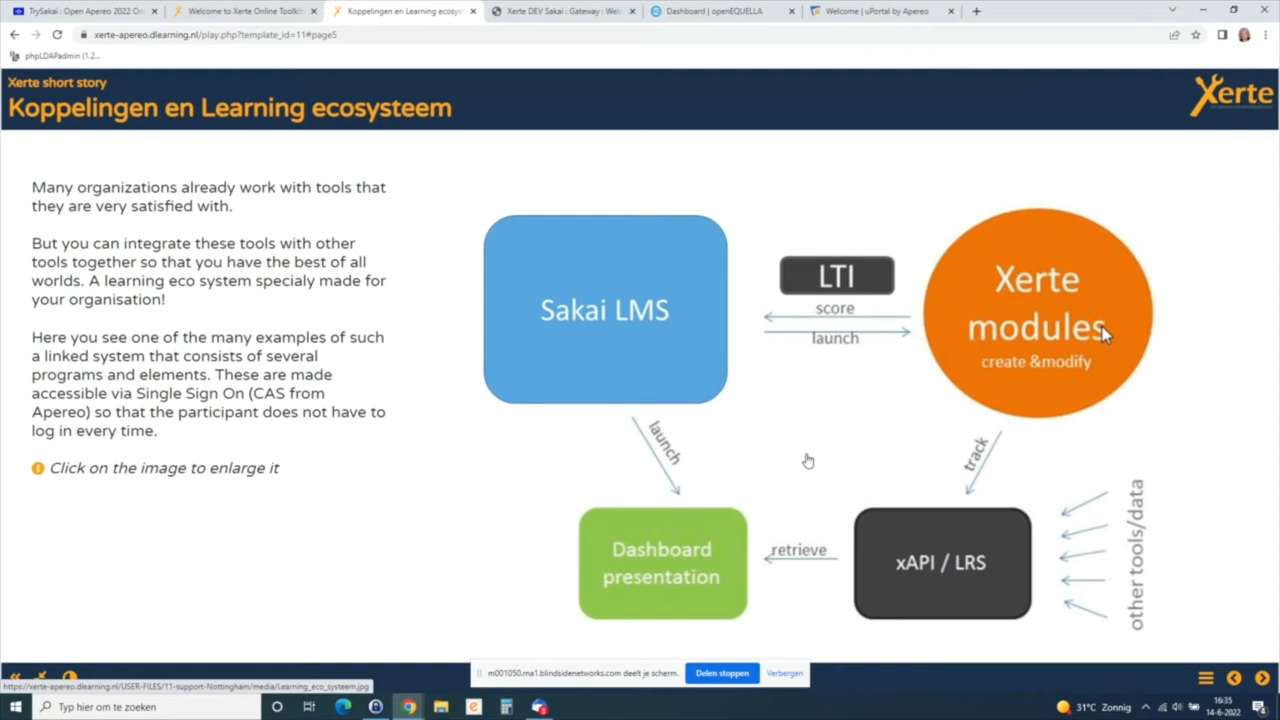 TrySakai : Open Apereo 2022 On
Welcome to Xerte Online Toolkit
Koppelingen en Learning ecosyst
Xerte DEV Sakai : Gateway : Wel
Dashboard | openEQUELLA
Welcome | uPortal by Apereo
xerte-apereo.dlearning.nl/play.php?template_id=11#page5
phpLDAPadmin (1.2...
Xerte short story
Koppelingen en Learning ecosysteem
Xerte
Many organizations already work with tools that
they are very satisfied with.
But you can integrate these tools with other
tools together so that you have the best of all
worlds. A learning eco system specialy made for
your organisation!
Here you see one of the many examples of such
a linked system that consists of several
programs and elements. These are made
accessible via Single Sign On (CAS from
Apereo) so that the participant does not have to
log in every time.
Click on the image to enlarge it
Sakai LMS
LTI
score
launch
Xerte
modules
create &modify
launch
track
Dashboard
presentation
retrieve
xAPI / LRS
other tools/data
m001050.rna1.blindsidenetworks.com deelt je scherm.
Delen stoppen
Verbergen
https://xerte-apereo.dlearning.nl/USER-FILES/11-support-Nottingham/media/Learning_eco_systeem.jpg
Typ hier om te zoeken
31°C Zonnig
16:35
14-6-2022
4